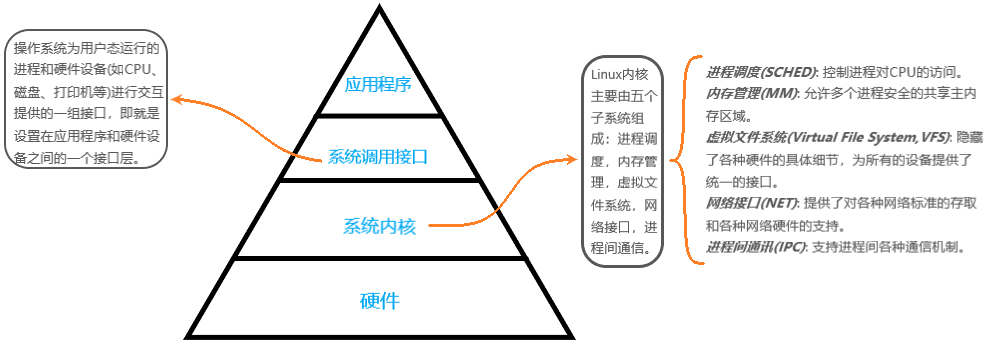 操作系统为用户态运行的
进程和硬件设备(如CPU、
磁盘、打印机等)进行交互
提供的一组接口，即就是
设置在应用程序和硬件设
备之间的一个接口层。
应用程序
系统调用接口
系统内核
硬件
Linux内核
主要由五个
子系统组
成：进程调
度，内存管
理，虚拟文
件系统，网
络接口，进
程间通信。
进程调度(SCHED): 控制进程对CPU的访问。
内存管理(MM): 允许多个进程安全的共享主内
存区域。
虚拟文件系统(Virtual File System,VFS): 隐藏
了各种硬件的具体细节，为所有的设备提供了
统一的接口。
网络接口(NET): 提供了对各种网络标准的存取
和各种网络硬件的支持。
进程间通讯(IPC): 支持进程间各种通信机制。